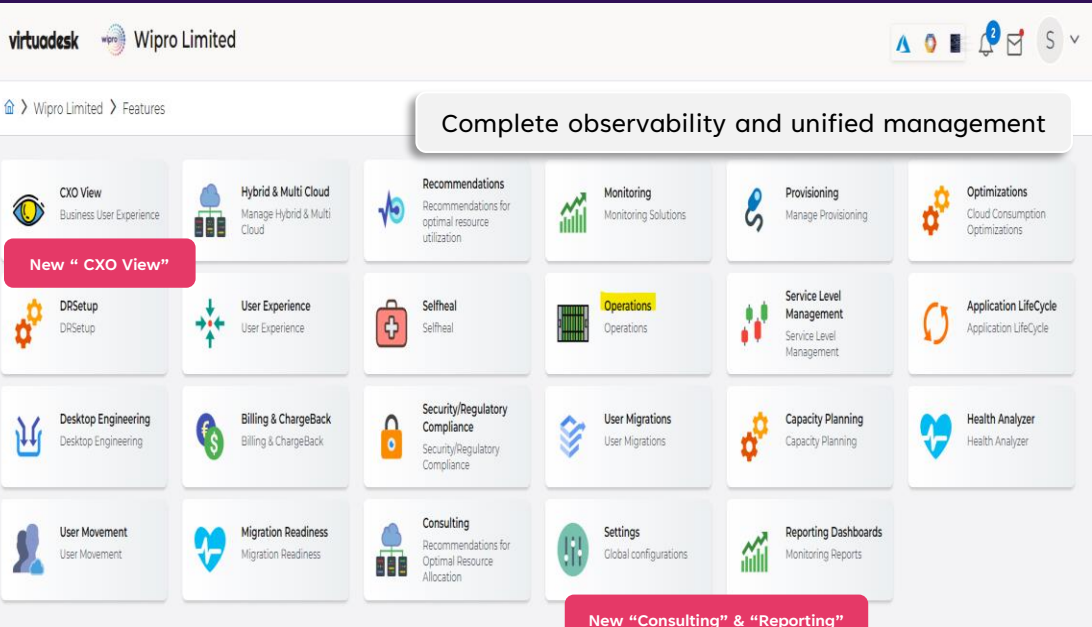 virtuadesk wipro Wipro Limited
2
S
Wipro Limited > Features
Complete observability and unified management
CXO View
Business User Experience
New “ CXO View”
Hybrid & Multi Cloud
Manage Hybrid & Multi
Cloud
Recommendations
Recommendations for
optimal resource
utilization
Monitoring
Monitoring Solutions
Provisioning
Manage Provisioning
Optimizations
Cloud Consumption
Optimizations
DRSetup
DRSetup
User Experience
User Experience
Selfheal
Selfheal
Operations
Operations
Service Level
Management
Service Level
Management
Application LifeCycle
Application LifeCycle
Desktop Engineering
Desktop Engineering
Billing & ChargeBack
Billing & ChargeBack
Security/Regulatory
Compliance
Security/Regulatory
Compliance
User Migrations
User Migrations
Capacity Planning
Capacity Planning
Health Analyzer
Health Analyzer
User Movement
User Movement
Migration Readiness
Migration Readiness
Consulting
Recommendations for
Optimal Resource
Allocation
Settings
Global configurations
Reporting Dashboards
Monitoring Reports
New “Consulting” & “Reporting”